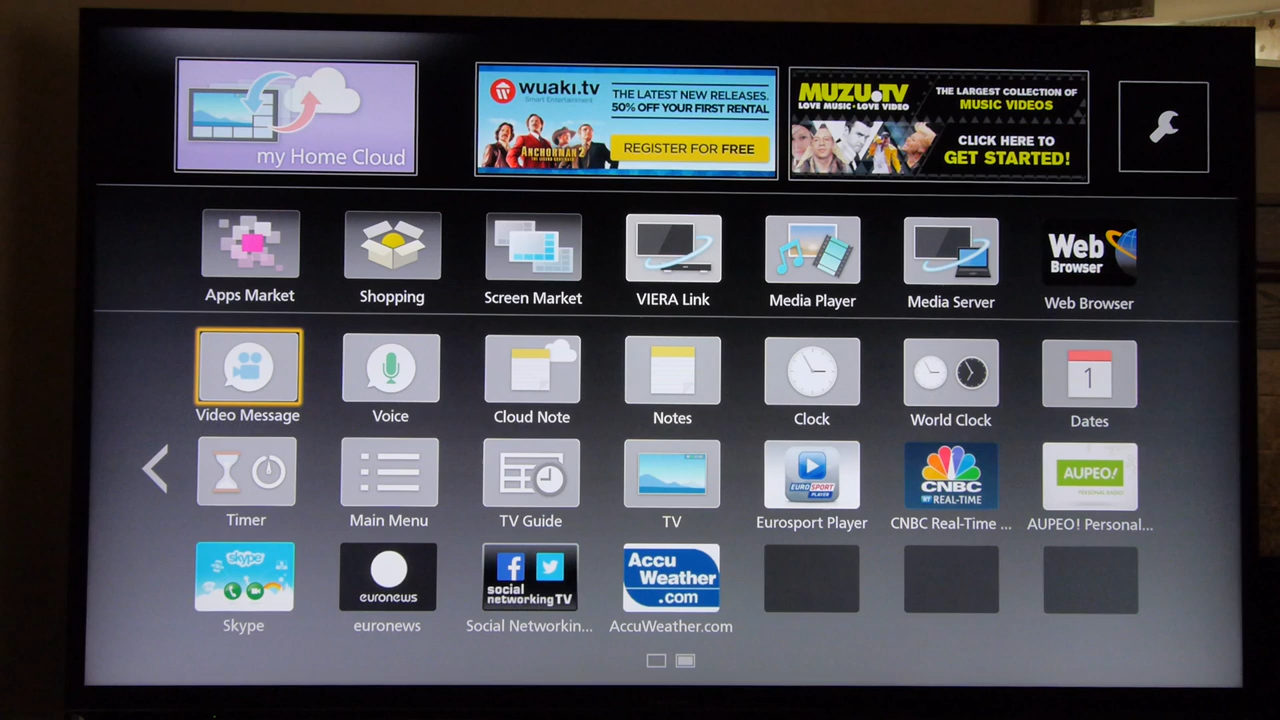 my Home Cloud
wuaki.tv
Smart Entertainment
THE LATEST NEW RELEASES.
50% OFF YOUR FIRST RENTAL
ANCHORMAN 2
REGISTER FOR FREE
MUZU.TV
LOVE MUSIC • LOVE VIDEO
THE LARGEST COLLECTION OF
MUSIC VIDEOS
CLICK HERE TO
GET STARTED!
Web
Browser
Apps Market
Shopping
Screen Market
VIERA Link
Media Player
Media Server
Web Browser
1
Video Message
Voice
Cloud Note
Notes
Clock
World Clock
Dates
EUROSPORT
PLAYER
CNBC
REAL-TIME
AUPEO!
PERSONAL RADIO
Timer
Main Menu
TV Guide
TV
Eurosport Player
CNBC Real-Time ...
AUPEO! Personal...
skype
euronews
social
networkingTV
Accu
Weather
.com
Skype
euronews
Social Networkin...
AccuWeather.com